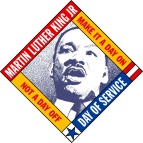 MARTIN LUTHER KING JR
MAKE IT A DAY ON
NOT A DAY OFF
DAY OF SERVICE